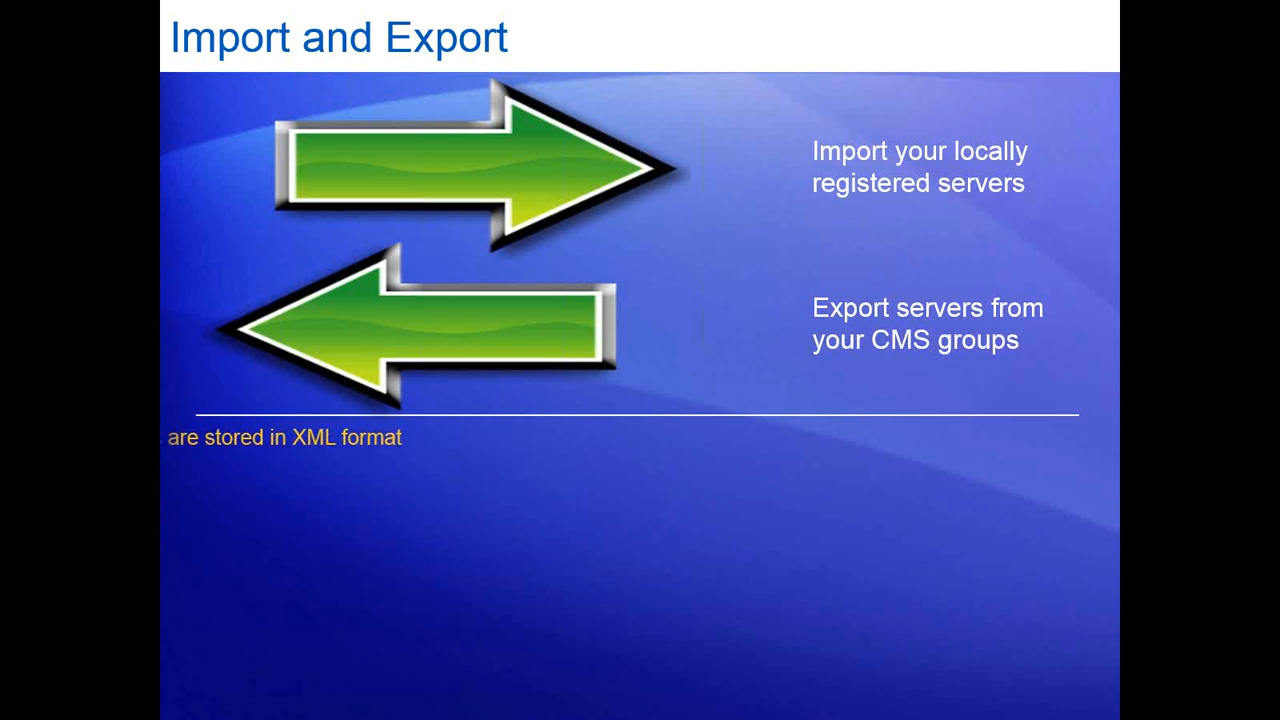 Import and Export
Import your locally
registered servers
Export servers from
your CMS groups
are stored in XML format